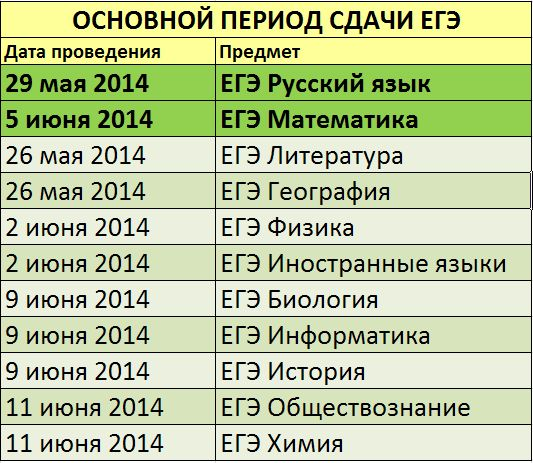 ОСНОВНОЙ ПЕРИОД СДАЧИ ЕГЭ
Дата проведения Предмет
29 мая 2014 ЕГЭ Русский язык
5 июня 2014 ЕГЭ Математика
26 мая 2014 ЕГЭ Литература
26 мая 2014 ЕГЭ География
2 июня 2014 ЕГЭ Физика
2 июня 2014 ЕГЭ Иностранные языки
9 июня 2014 ЕГЭ Биология
9 июня 2014 ЕГЭ Информатика
9 июня 2014 ЕГЭ История
11 июня 2014 ЕГЭ Обществознание
11 июня 2014 ЕГЭ Химия